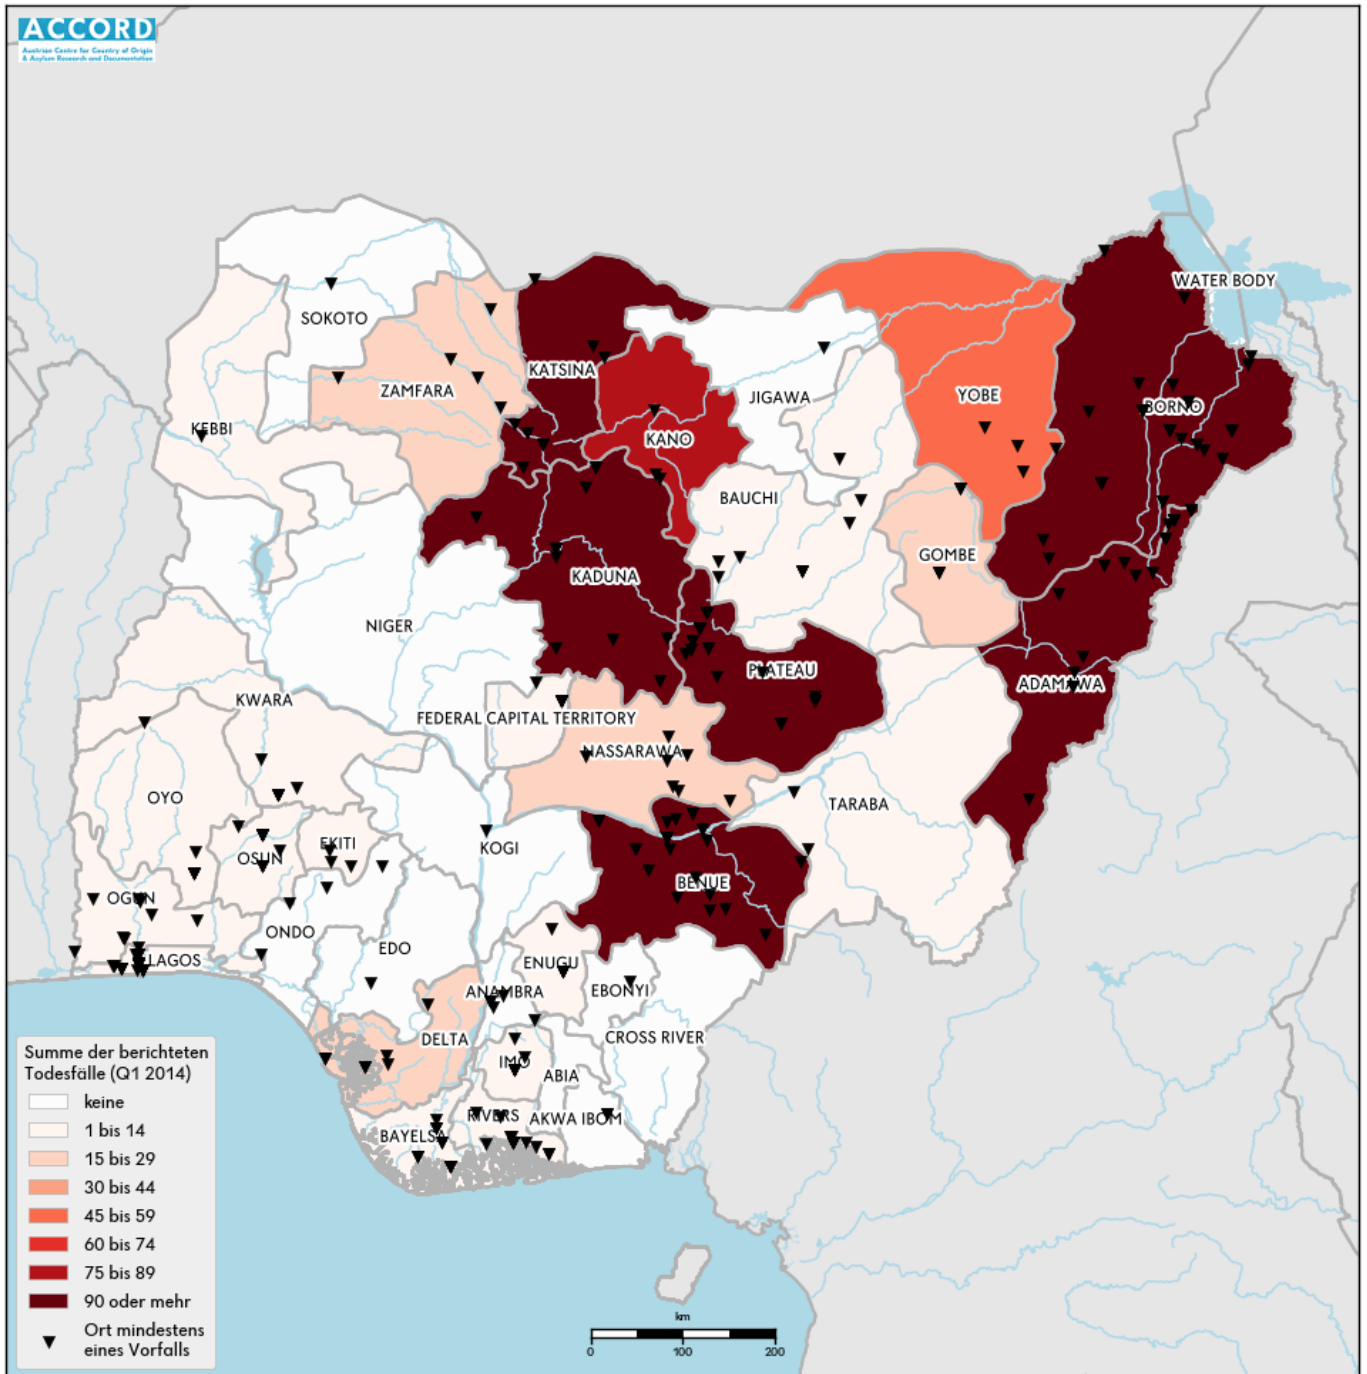 ACCORD
Austrian Centre for Country of Origin
& Asylum Research and Documentation
WATER BODY
SOKOTO
KATSINA
ZAMFARA
JIGAWA
YOBE
BORNO
KEBBI
KANO
BAUCHI
GOMBE
KADUNA
NIGER
PLATEAU
ADAMAWA
KWARA
FEDERAL CAPITAL TERRITORY
NASSARAWA
OYO
TARABA
EKITI
OSUN
KOGI
BENUE
OGUN
ONDO
EDO
LAGOS
ENUGU
ANAMBRA
EBONYI
DELTA
CROSS RIVER
IMO
ABIA
RIVERS
AKWA IBOM
BAYELSA
Summe der berichteten
Todesfälle (Q1 2014)
keine
1 bis 14
15 bis 29
30 bis 44
45 bis 59
60 bis 74
75 bis 89
90 oder mehr
Ort mindestens
eines Vorfalls
km
0 100 200